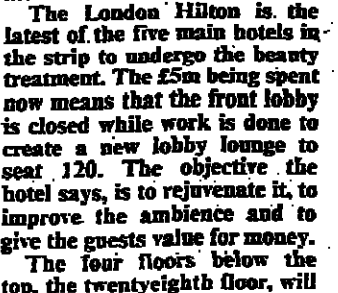 The London Hilton is the
latest of the five main hotels in
the strip to undergo the beauty
treatment. The £5m being spent
now means that the front lobby
is closed while work is done to
create a new lobby lounge to
seat 120. The objective the
hotel says, is to rejuvenate it, to
improve the ambience and to
give the guests value for money.
The four floors below the
top, the twentyeighth floor, will